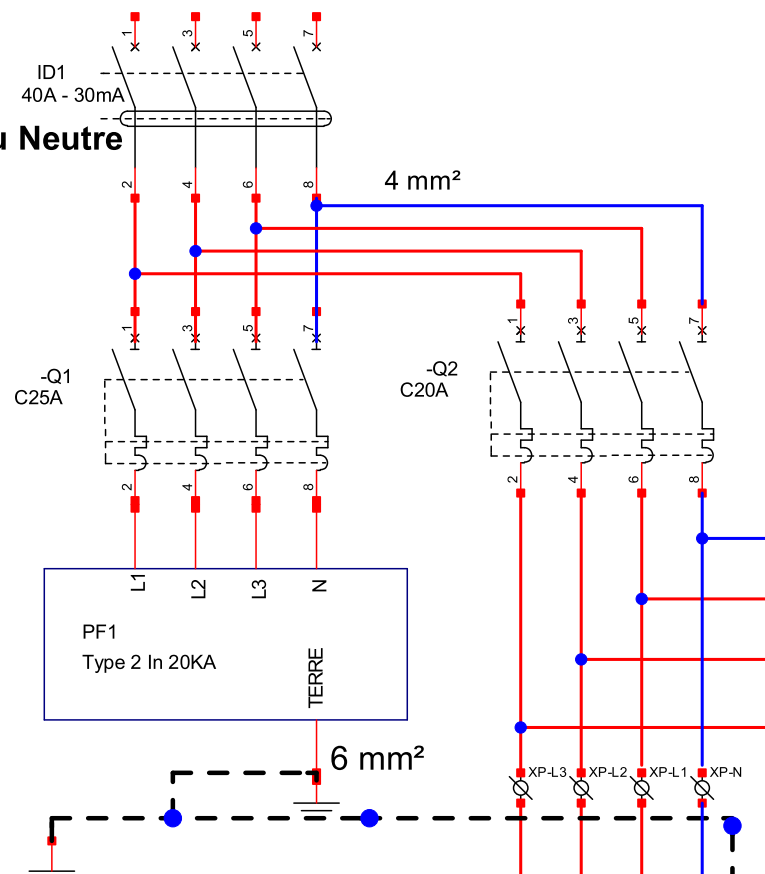 1 3 5 7
ID1
40A - 30mA
u Neutre
2 4 6 8
4 mm²
1 3 5 7
1 3 5 7
-Q1
C25A
-Q2
C20A
2 4 6 8
2 4 6 8
L1 L2 L3 N
PF1
Type 2 In 20KA
TERRE
6 mm²
XP-L3 XP-L2 XP-L1 XP-N